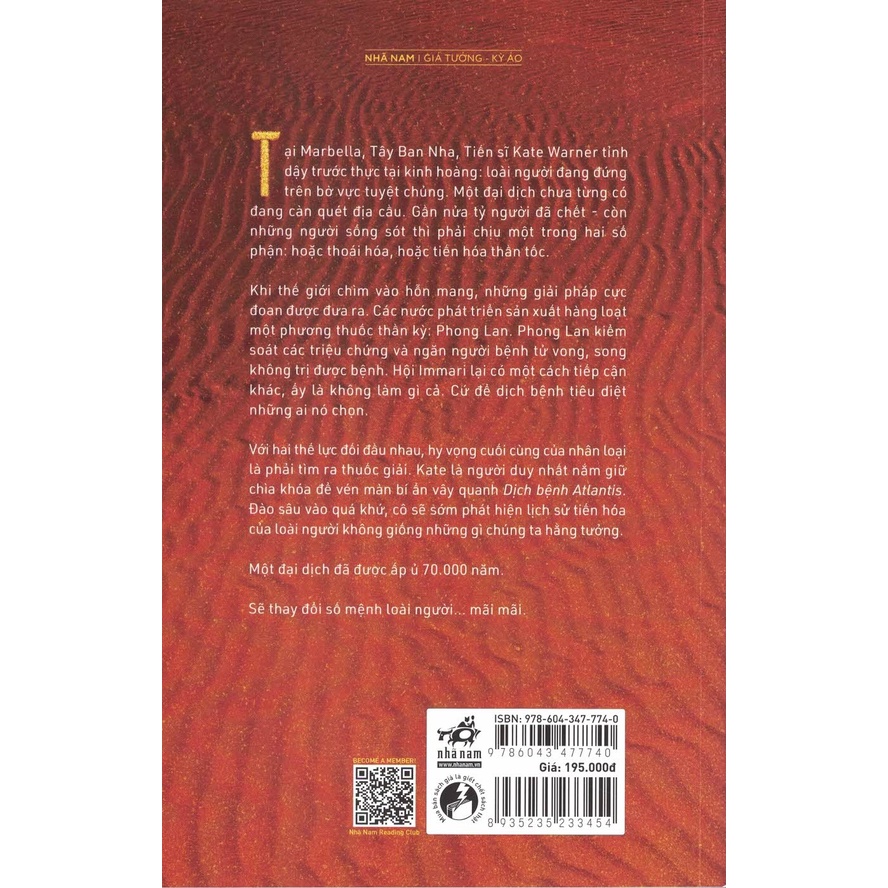 NHÃ NAM | GIẢ TƯỞNG - KỲ ẢO
Tại Marbella, Tây Ban Nha, Tiến sĩ Kate Warner tỉnh
dậy trước thực tại kinh hoàng: loài người đang đứng
trên bờ vực tuyệt chủng. Một đại dịch chưa từng có
đang càn quét địa cầu. Gần nửa tỷ người đã chết - còn
những người sống sót thì phải chịu một trong hai số
phận: hoặc thoái hóa, hoặc tiến hóa thần tốc.
Khi thế giới chìm vào hỗn mang, những giải pháp cực
đoan được đưa ra. Các nước phát triển sản xuất hàng loạt
một phương thuốc thần kỳ: Phong Lan. Phong Lan kiểm
soát các triệu chứng và ngăn người bệnh tử vong, song
không trị được bệnh. Hội Immari lại có một cách tiếp cận
khác, ấy là không làm gì cả. Cứ để dịch bệnh tiêu diệt
những ai nó chọn.
Với hai thế lực đối đầu nhau, hy vọng cuối cùng của nhân loại
là phải tìm ra thuốc giải. Kate là người duy nhất nắm giữ
chìa khóa để vén màn bí ẩn vây quanh Dịch bệnh Atlantis.
Đào sâu vào quá khứ, cô sẽ sớm phát hiện lịch sử tiến hóa
của loài người không giống những gì chúng ta hằng tưởng.
Một đại dịch đã được ấp ủ 70.000 năm.
Sẽ thay đổi số mệnh loài người... mãi mãi.
BECOME A MEMBER!
Nhã Nam Reading Club
nhã nam
www.nhanam.vn
Mua bán sách giả là giết chết sách thật
ISBN: 978-604-347-774-0
9 786043 477740
Giá: 195.000đ
8 935235 233454